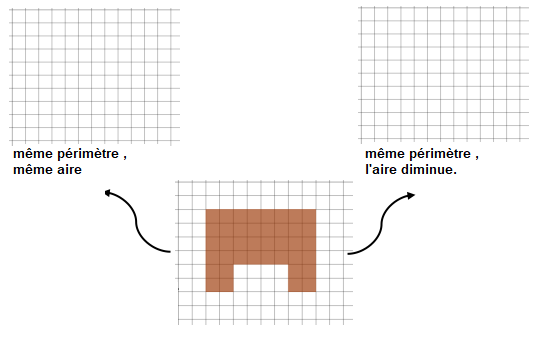 même périmètre ,
même aire
même périmètre ,
l'aire diminue.